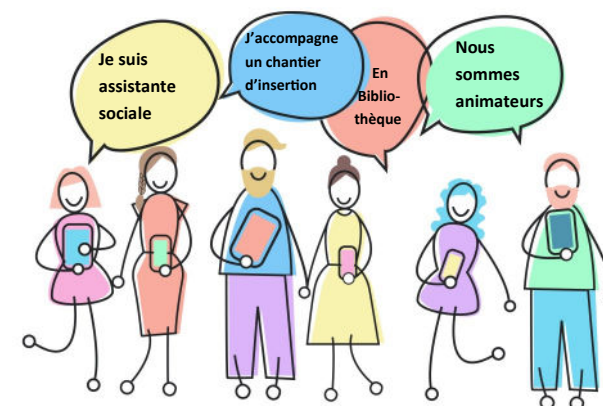 Je suis
assistante
sociale
J’accompagne
un chantier
d’insertion
En
Biblio-
thèque
Nous
sommes
animateurs